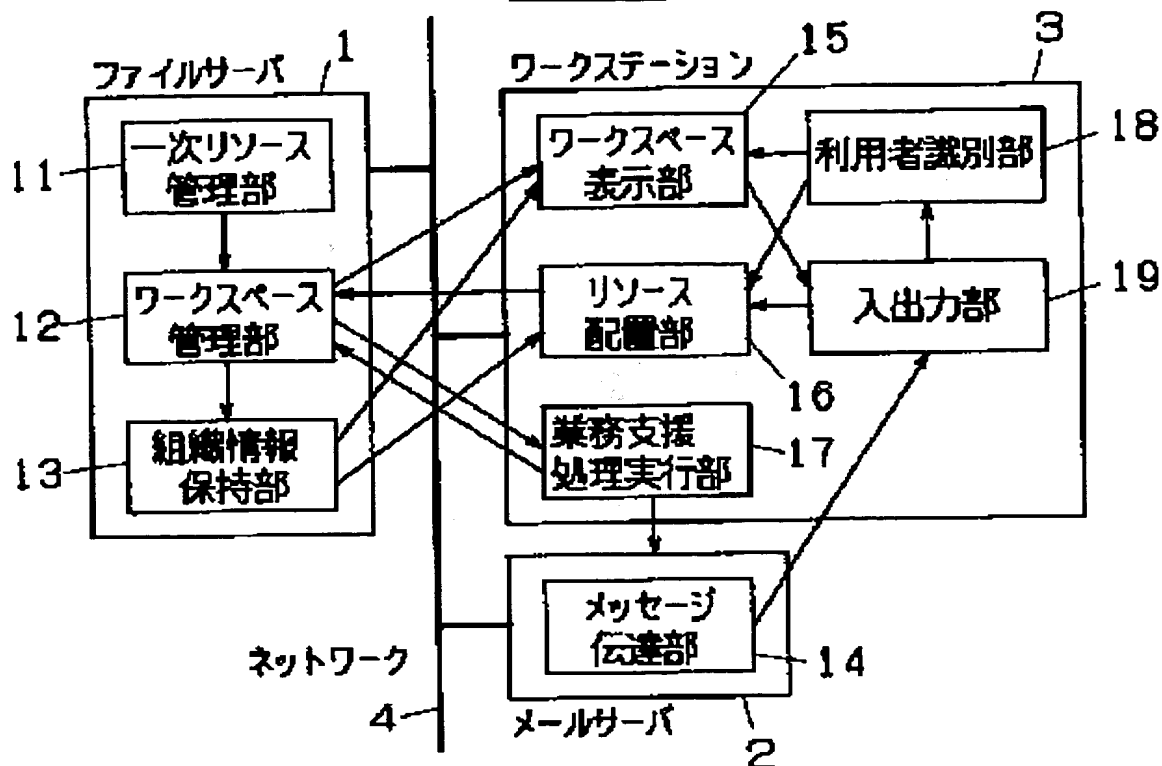 1
ファイルサーバ
一次リソース
管理部
11
ワークスペース
管理部
12
組織情報
保持部
13
ネットワーク
4
ワークステーション
15
3
ワークスペース
表示部
利用者識別部
18
リソース
配置部
16
入出力部
19
業務支援
処理実行部
17
メッセージ
伝達部
14
メールサーバ
2